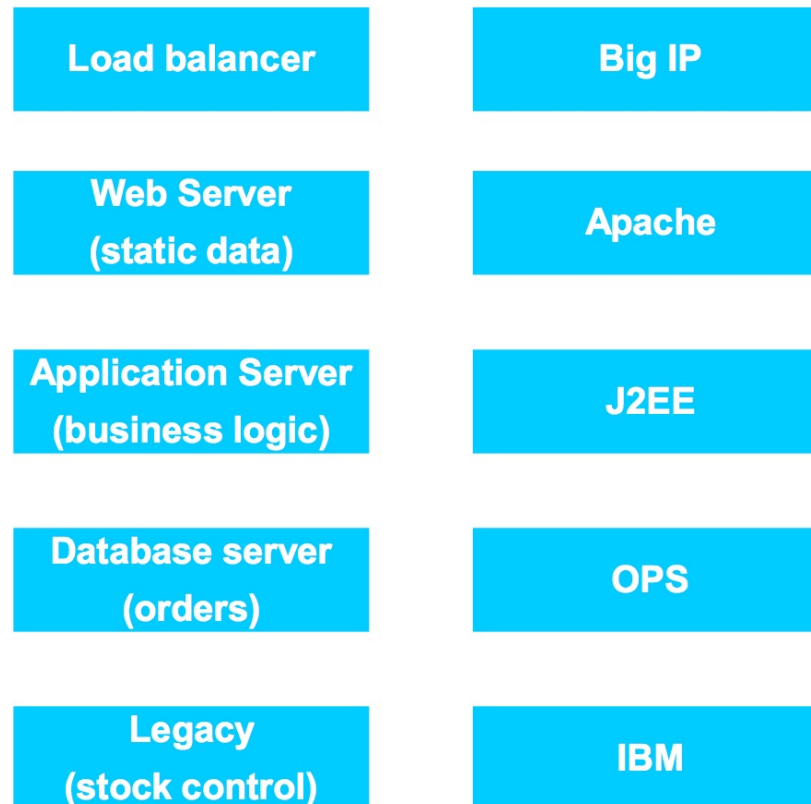 Load balancer
Big IP
Web Server
(static data)
Apache
Application Server
(business logic)
J2EE
Database server
(orders)
OPS
Legacy
(stock control)
IBM